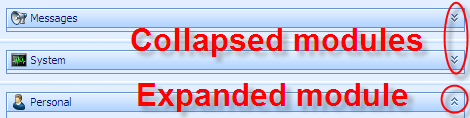 Messages
Collapsed modules
System
Personal
Expanded module